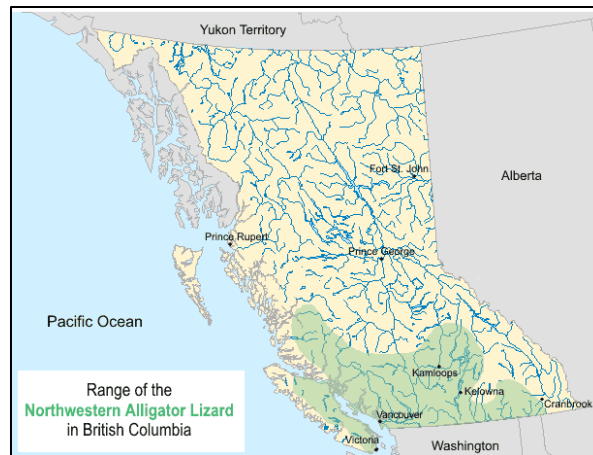 Yukon Territory
Fort St. John
Alberta
Prince Rupert
Prince George
Pacific Ocean
Kamloops
Kelowna
Cranbrook
Vancouver
Victoria
Washington
Range of the
Northwestern Alligator Lizard
in British Columbia